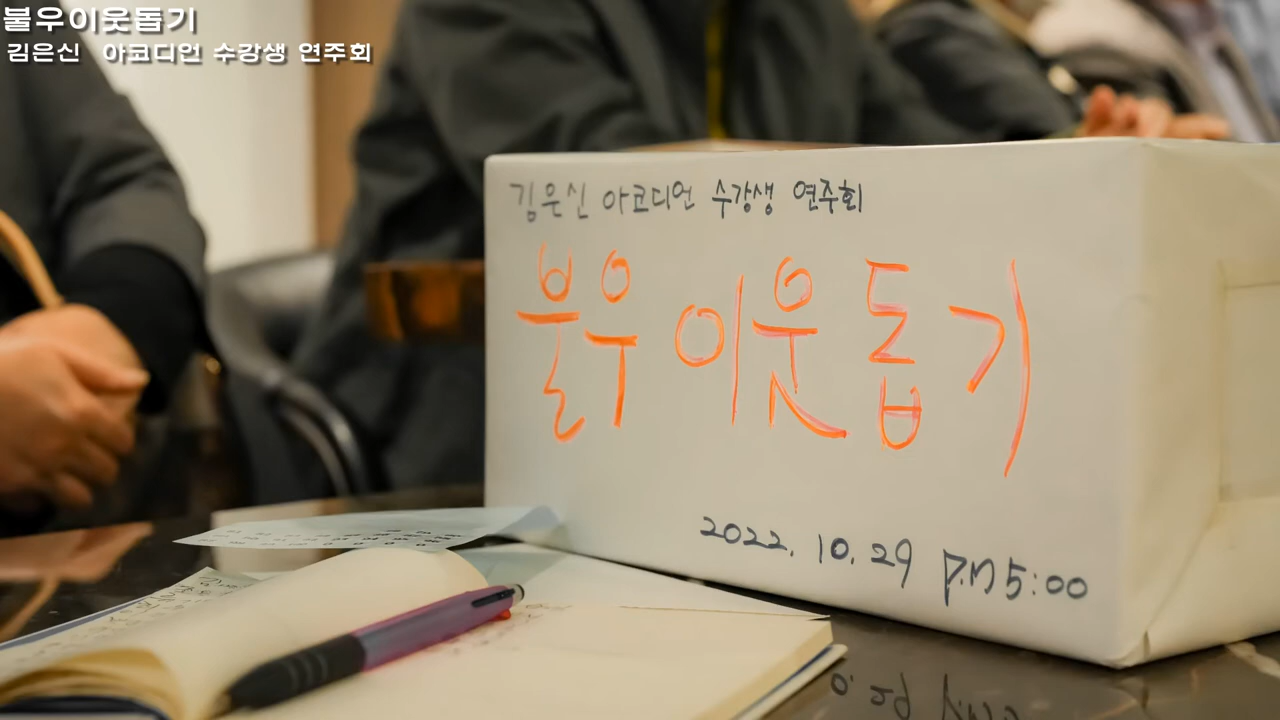 불우이웃돕기
김은신 아코디언 수강생 연주회
김은신 아코디언 수강생 연주회
불우 이웃 돕기
2022. 10. 29 P.M 5:00